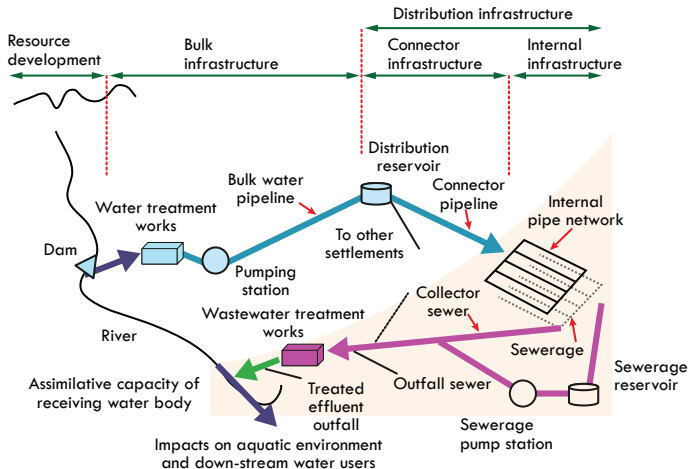 Distribution infrastructure
Resource
development
Bulk
infrastructure
Connector
infrastructure
Internal
infrastructure
Distribution
reservoir
Bulk water
pipeline
Connector
pipeline
Internal
pipe network
Water treatment
works
To other
settlements
Dam
Pumping
station
Collector
sewer
Wastewater treatment
works
River
Sewerage
Sewerage
reservoir
Assimilative capacity of
receiving water body
Treated
effluent
outfall
Outfall sewer
Sewerage
pump station
Impacts on aquatic environment
and down-stream water users